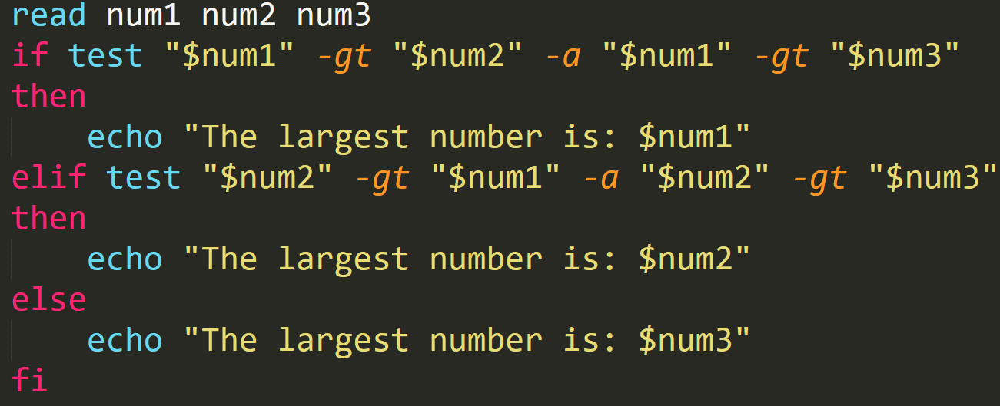 read num1 num2 num3
if test "$num1" -gt "$num2" -a "$num1" -gt "$num3"
then
    echo "The largest number is: $num1"
elif test "$num2" -gt "$num1" -a "$num2" -gt "$num3"
then
    echo "The largest number is: $num2"
else
    echo "The largest number is: $num3"
fi